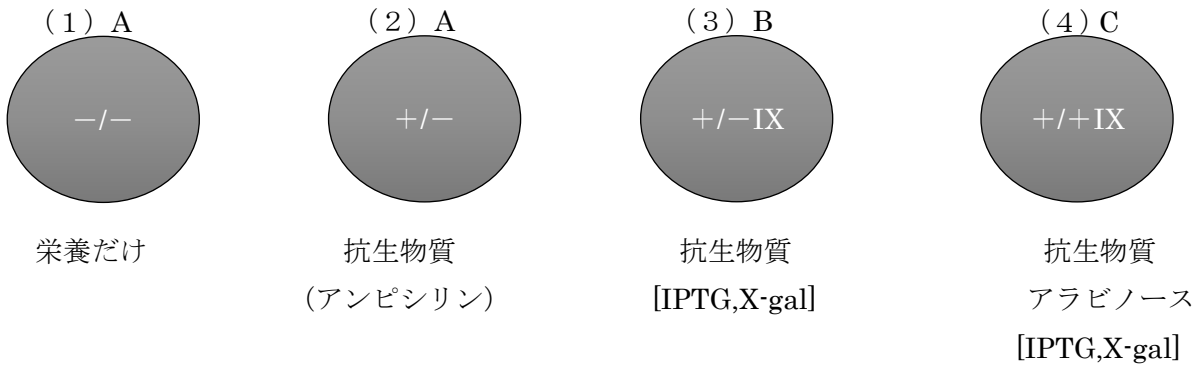 （１）A
（２）A
（３）B
（４）C
－/－
＋/－
＋/－IX
＋/＋IX
栄養だけ
抗生物質
（アンピシリン）
抗生物質
[IPTG,X-gal]
抗生物質
アラビノース
[IPTG,X-gal]